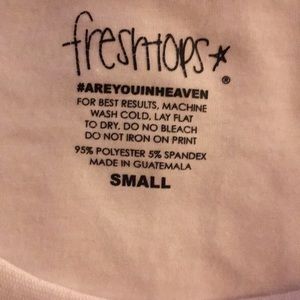 freshtops☆
®
#AREYOUINHEAVEN
FOR BEST RESULTS, MACHINE
WASH COLD, LAY FLAT
TO DRY, DO NO BLEACH
DO NOT IRON ON PRINT
95% POLYESTER 5% SPANDEX
MADE IN GUATEMALA
SMALL